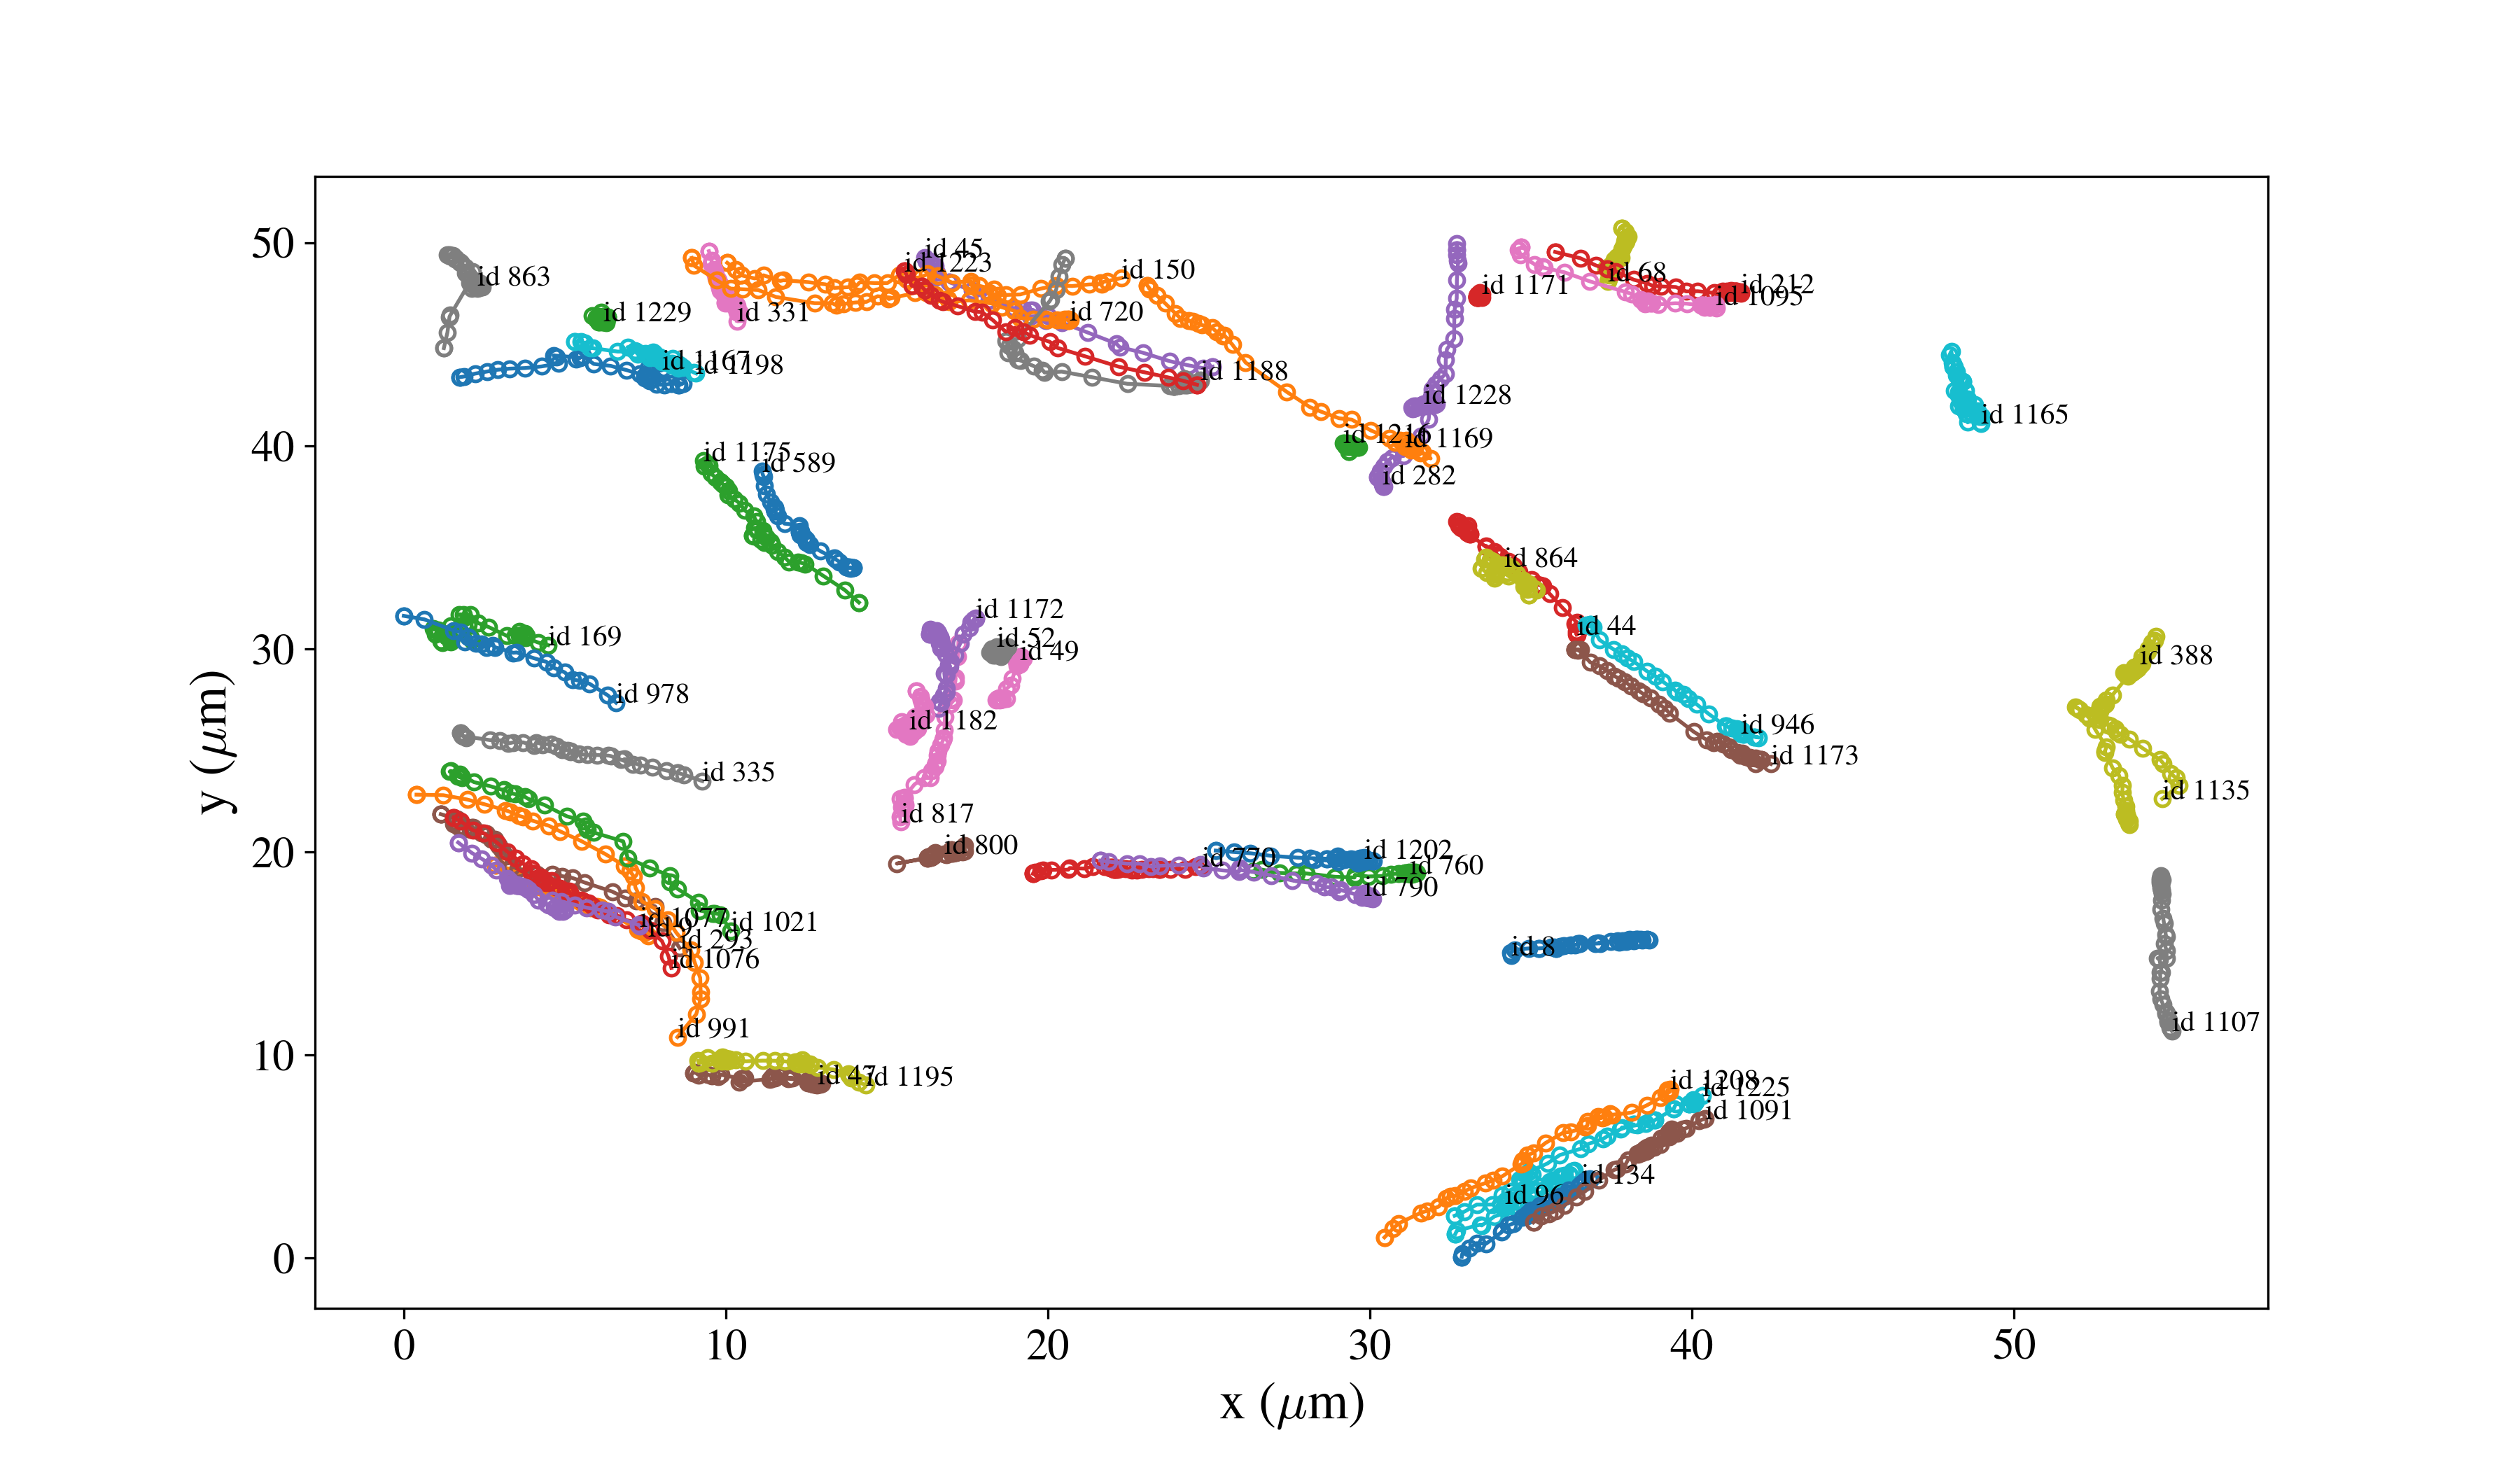 50
40
30
20
10
0
y (μm)
0
10
20
30
40
50
x (μm)
id 863
id 1229
id 331
id 45
id 1223
id 150
id 720
id 1167
id 1198
id 1188
id 1171
id 68
id 212
id 1095
id 1228
id 1169
id 282
id 1165
id 1175
id 589
id 864
id 44
id 169
id 978
id 1172
id 52
id 49
id 1182
id 817
id 800
id 946
id 1173
id 388
id 1135
id 335
id 770
id 1202
id 760
id 790
id 1077
id 9
id 293
id 1021
id 1076
id 991
id 8
id 1107
id 47
id 1195
id 1208
id 1225
id 1091
id 134
id 96